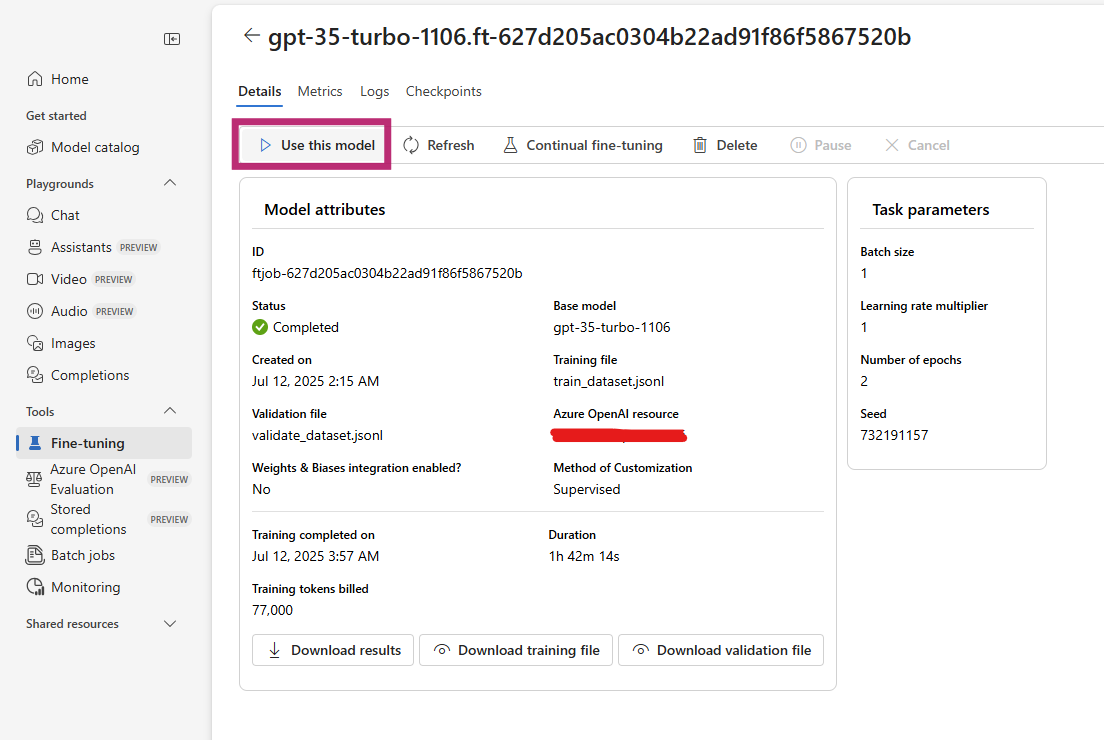 gpt-35-turbo-1106.ft-627d205ac0304b22ad91f86f5867520b
Home
Get started
Model catalog
Playgrounds
Chat
Assistants PREVIEW
Video PREVIEW
Audio PREVIEW
Images
Completions
Tools
Fine-tuning
Azure OpenAI
Evaluation PREVIEW
Stored
completions PREVIEW
Batch jobs
Monitoring
Shared resources
Details Metrics Logs Checkpoints
Use this model Refresh Continual fine-tuning Delete Pause Cancel
Model attributes
ID
ftjob-627d205ac0304b22ad91f86f5867520b
Status Base model
Completed gpt-35-turbo-1106
Created on Training file
Jul 12, 2025 2:15 AM train_dataset.jsonl
Validation file Azure OpenAI resource
validate_dataset.jsonl
Weights & Biases integration enabled? Method of Customization
No Supervised
Training completed on Duration
Jul 12, 2025 3:57 AM 1h 42m 14s
Training tokens billed
77,000
Download results Download training file Download validation file
Task parameters
Batch size
1
Learning rate multiplier
1
Number of epochs
2
Seed
732191157